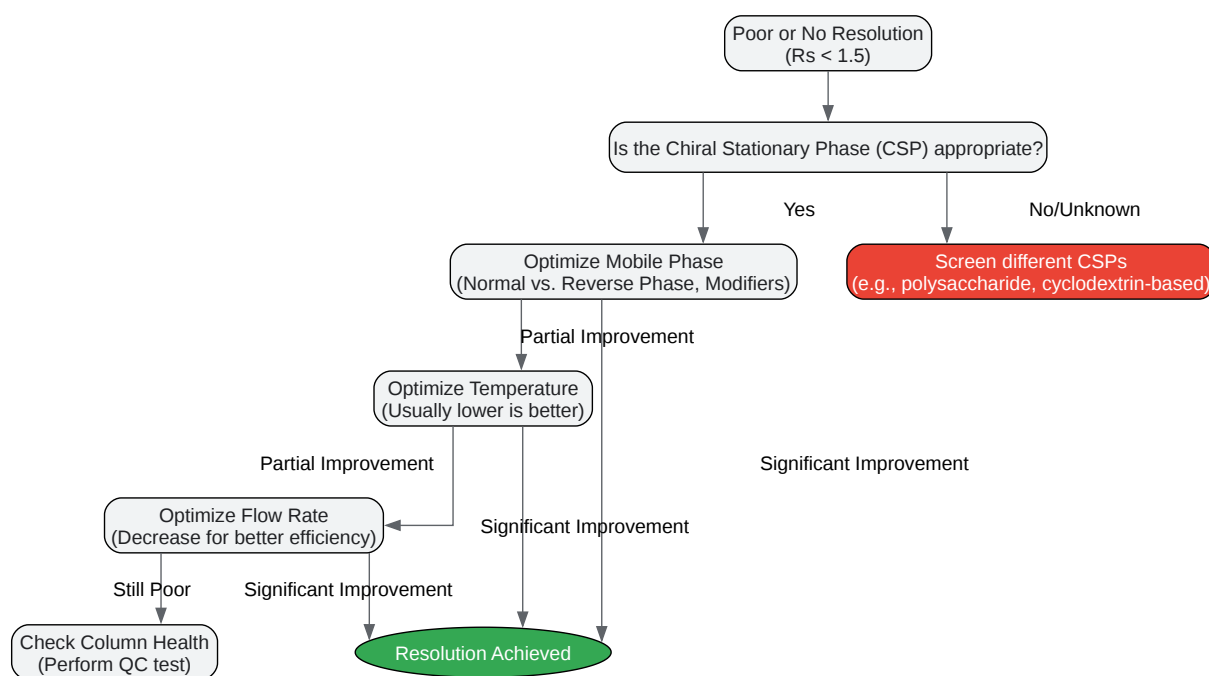 Poor or No Resolution
(Rs < 1.5)
Is the Chiral Stationary Phase (CSP) appropriate?
Yes
No/Unknown
Optimize Mobile Phase
(Normal vs. Reverse Phase, Modifiers)
Screen different CSPs
(e.g., polysaccharide, cyclodextrin-based)
Partial Improvement
Optimize Temperature
(Usually lower is better)
Partial Improvement
Significant Improvement
Optimize Flow Rate
(Decrease for better efficiency)
Significant Improvement
Still Poor
Significant Improvement
Check Column Health
(Perform QC test)
Resolution Achieved